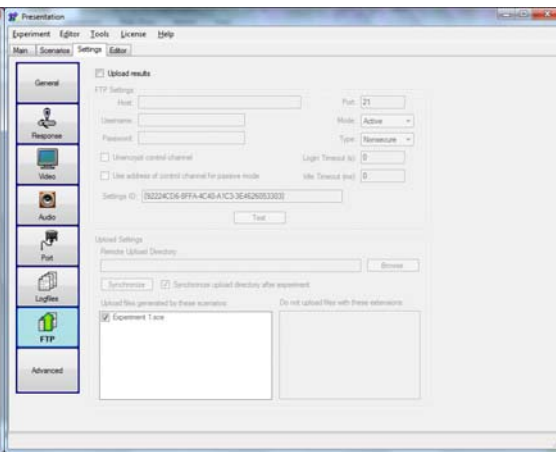 Presentation
Experiment Editor Tools License Help
Main Scenarios Settings Editor
General
Response
Video
Audio
Port
Logfiles
FTP
Advanced
Upload results
FTP Settings
Host:
Port: 21
Username:
Mode: Active
Password:
Type: Nonsecure
Unencrypt control channel
Login Timeout (s) 0
Use address of control channel for passive mode
Idle Timeout (ms) 0
Settings ID:
Test
Upload Settings
Remote Upload Directory
Browse
Synchronize Synchronize upload directory after experiment
Upload files generated by these scenarios:
Do not upload files with these extensions:
Experiment 1.sce